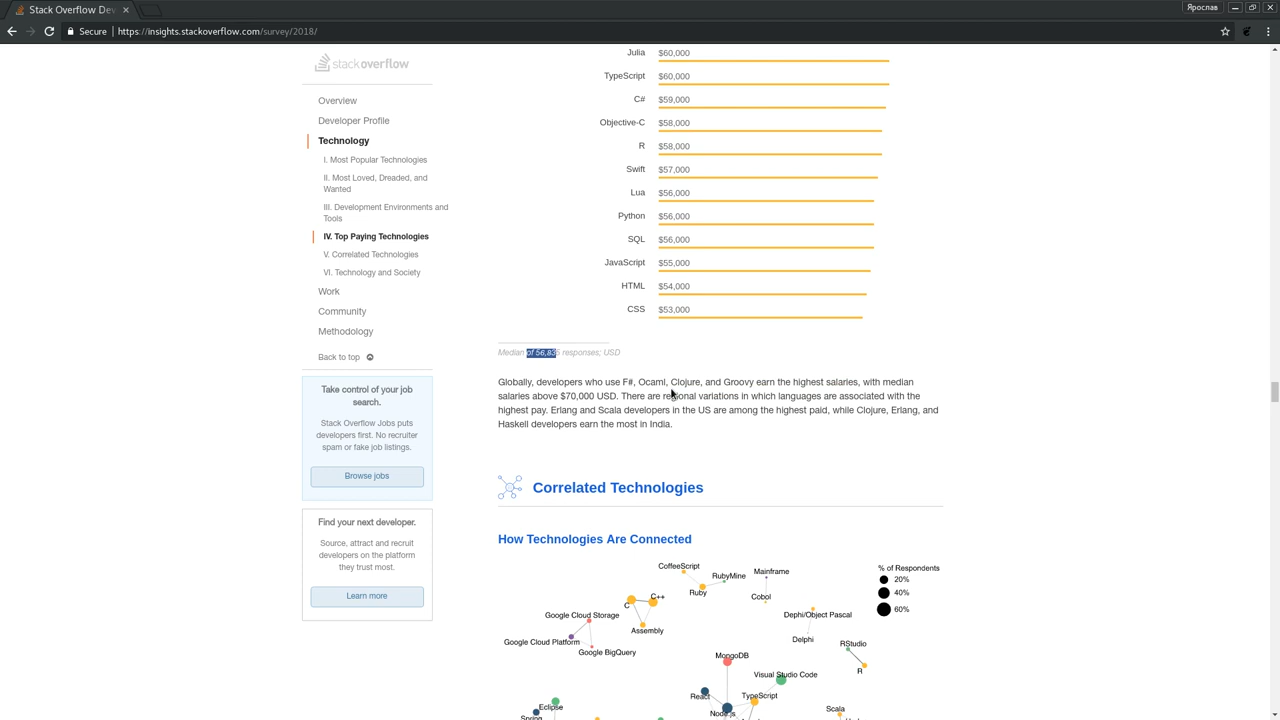 Stack Overflow Dev
Ярослав
Secure
https://insights.stackoverflow.com/survey/2018/
stackoverflow
Overview
Developer Profile
Technology
I. Most Popular Technologies
II. Most Loved, Dreaded, and
Wanted
III. Development Environments and
Tools
IV. Top Paying Technologies
V. Correlated Technologies
VI. Technology and Society
Work
Community
Methodology
Back to top
Take control of your job
search.
Stack Overflow Jobs puts
developers first. No recruiter
spam or fake job listings.
Browse jobs
Find your next developer.
Source, attract and recruit
developers on the platform
they trust most.
Learn more
Julia $60,000
TypeScript $60,000
C# $59,000
Objective-C $58,000
R $58,000
Swift $57,000
Lua $56,000
Python $56,000
SQL $56,000
JavaScript $55,000
HTML $54,000
CSS $53,000
Median of 56,835 responses; USD
Globally, developers who use F#, Ocaml, Clojure, and Groovy earn the highest salaries, with median
salaries above $70,000 USD. There are regional variations in which languages are associated with the
highest pay. Erlang and Scala developers in the US are among the highest paid, while Clojure, Erlang, and
Haskell developers earn the most in India.
Correlated Technologies
How Technologies Are Connected
CoffeeScript
RubyMine
Mainframe
% of Respondents
20%
Ruby
Cobol
40%
C
C++
60%
Google Cloud Storage
Dephi/Object Pascal
Assembly
Google Cloud Platform
Delphi
RStudio
Google BigQuery
MongoDB
R
Visual Studio Code
React
TypeScript
Eclipse
Node.js
Scala
Spring